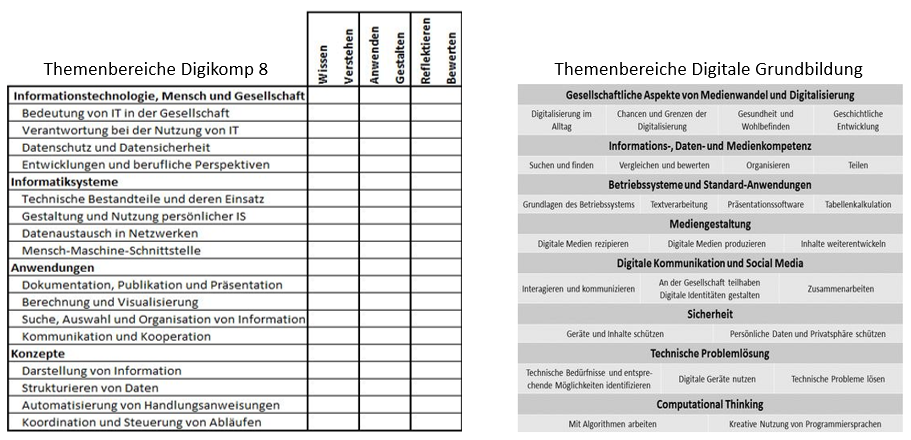 Themenbereiche Digikomp 8
Wissen
Verstehen
Anwenden
Gestalten
Reflektieren
Bewerten
Informationstechnologie, Mensch und Gesellschaft
Bedeutung von IT in der Gesellschaft
Verantwortung bei der Nutzung von IT
Datenschutz und Datensicherheit
Entwicklungen und berufliche Perspektiven
Informatiksysteme
Technische Bestandteile und deren Einsatz
Gestaltung und Nutzung persönlicher IS
Datenaustausch in Netzwerken
Mensch-Maschine-Schnittstelle
Anwendungen
Dokumentation, Publikation und Präsentation
Berechnung und Visualisierung
Suche, Auswahl und Organisation von Information
Kommunikation und Kooperation
Konzepte
Darstellung von Information
Strukturieren von Daten
Automatisierung von Handlungsanweisungen
Koordination und Steuerung von Abläufen
Themenbereiche Digitale Grundbildung
Gesellschaftliche Aspekte von Medienwandel und Digitalisierung
Digitalisierung im
Alltag
Chancen und Grenzen der
Digitalisierung
Gesundheit und
Wohlbefinden
Geschichtliche
Entwicklung
Informations-, Daten- und Medienkompetenz
Suchen und finden
Vergleichen und bewerten
Organisieren
Teilen
Betriebssysteme und Standard-Anwendungen
Grundlagen des Betriebssystems
Textverarbeitung
Präsentationssoftware
Tabellenkalkulation
Mediengestaltung
Digitale Medien rezipieren
Digitale Medien produzieren
Inhalte weiterentwickeln
Digitale Kommunikation und Social Media
Interagieren und kommunizieren
An der Gesellschaft teilhaben
Digitale Identitäten gestalten
Zusammenarbeiten
Sicherheit
Geräte und Inhalte schützen
Persönliche Daten und Privatsphäre schützen
Technische Problemlösung
Technische Bedürfnisse und entspre-
chende Möglichkeiten identifizieren
Digitale Geräte nutzen
Technische Probleme lösen
Computational Thinking
Mit Algorithmen arbeiten
Kreative Nutzung von Programmiersprachen